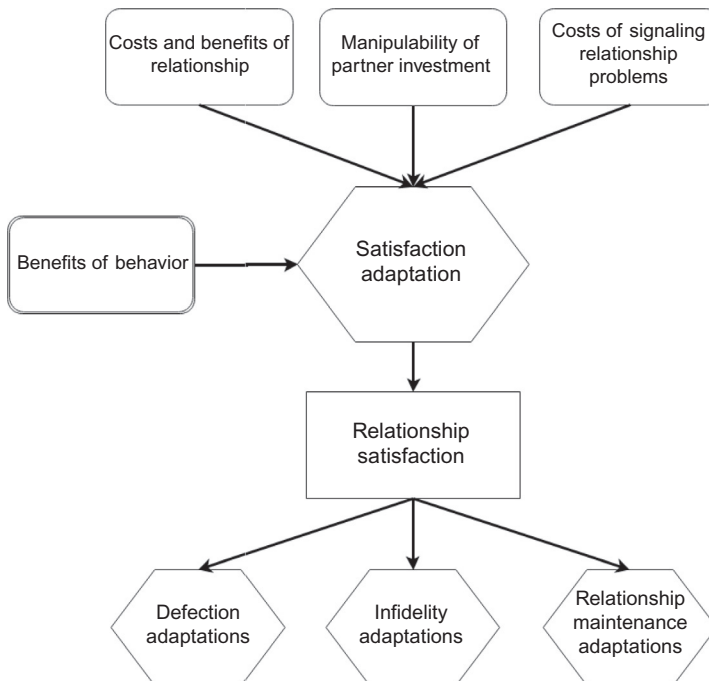 Costs and benefits of
relationship
Manipulability of
partner investment
Costs of signaling
relationship
problems
Benefits of behavior
Satisfaction
adaptation
Relationship
satisfaction
Defection
adaptations
Infidelity
adaptations
Relationship
maintenance
adaptations